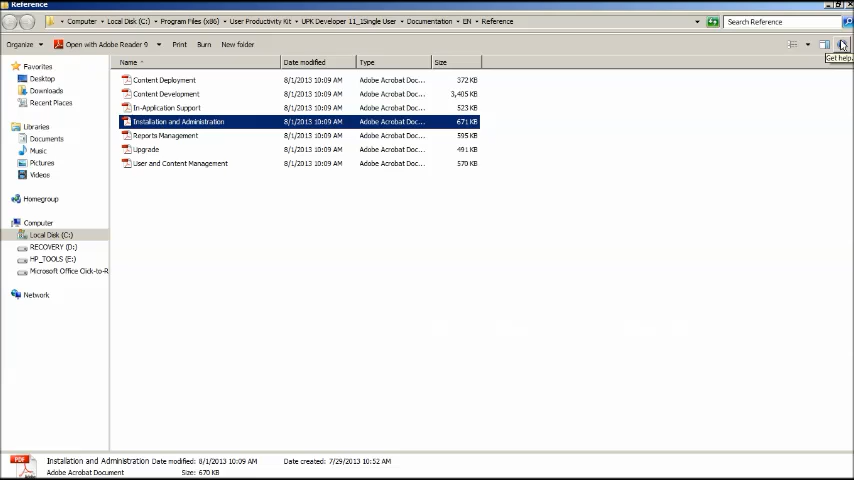 Reference
Computer ▸ Local Disk (C:) ▸ Program Files (x86) ▸ User Productivity Kit ▸ UPK Developer 11_1Single User ▸ Documentation ▸ EN ▸ Reference
Search Reference
Organize Open with Adobe Reader 9 Print Burn New folder
Get help.
Name Date modified Type Size
Favorites
Desktop
Downloads
Recent Places
Libraries
Documents
Music
Pictures
Videos
Homegroup
Computer
Local Disk (C:)
RECOVERY (D:)
HP_TOOLS (E:)
Microsoft Office Click-to-R
Network
Content Deployment 8/1/2013 10:09 AM Adobe Acrobat Doc... 372 KB
Content Development 8/1/2013 10:09 AM Adobe Acrobat Doc... 3,405 KB
In-Application Support 8/1/2013 10:09 AM Adobe Acrobat Doc... 523 KB
Installation and Administration 8/1/2013 10:09 AM Adobe Acrobat Doc... 671 KB
Reports Management 8/1/2013 10:09 AM Adobe Acrobat Doc... 595 KB
Upgrade 8/1/2013 10:09 AM Adobe Acrobat Doc... 491 KB
User and Content Management 8/1/2013 10:09 AM Adobe Acrobat Doc... 570 KB
PDF
Installation and Administration Date modified: 8/1/2013 10:09 AM Date created: 7/29/2013 10:52 AM
Adobe Acrobat Document Size: 670 KB